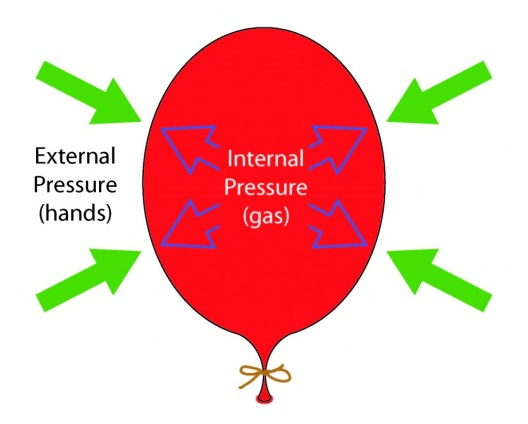 External
Pressure
(hands)
Internal
Pressure
(gas)